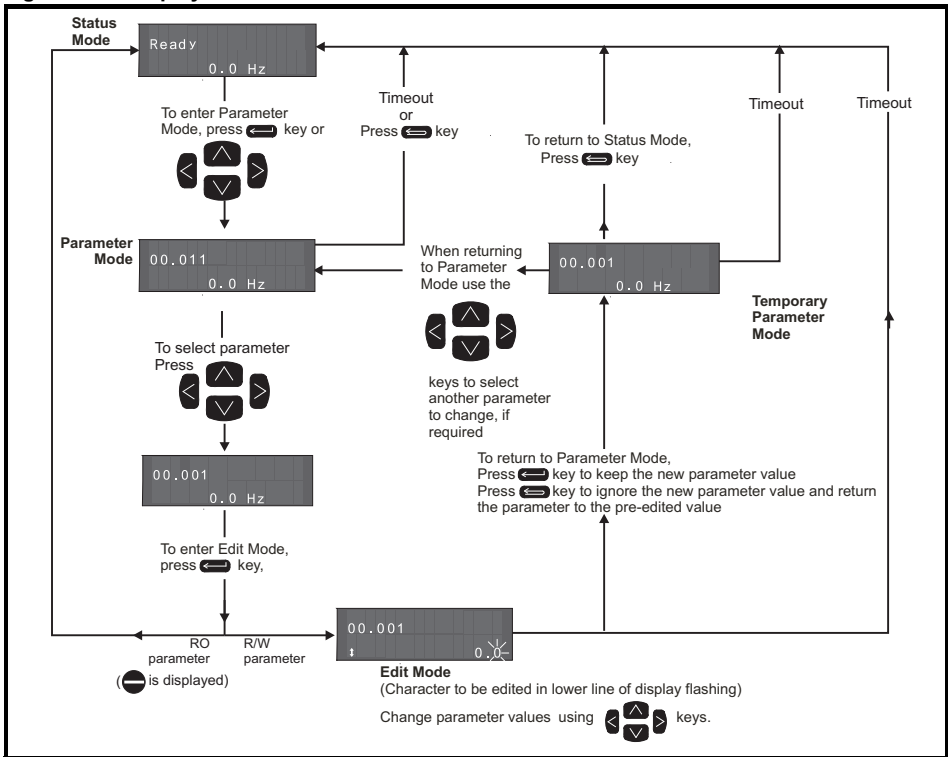 Status
Mode
Ready
0.0 Hz
To enter Parameter
Mode, press key or
Timeout
or
Press key
To return to Status Mode,
Press key
Timeout
Timeout
Parameter
Mode
00.011
0.0 Hz
When returning
to Parameter
Mode use the
keys to select
another parameter
to change, if
required
00.001
0.0 Hz
Temporary
Parameter
Mode
To select parameter
Press
00.001
0.0 Hz
To return to Parameter Mode,
Press key to keep the new parameter value
Press key to ignore the new parameter value and return
the parameter to the pre-edited value
To enter Edit Mode,
press key,
RO
parameter
R/W
parameter
( is displayed)
00.001
0.0
Edit Mode
(Character to be edited in lower line of display flashing)
Change parameter values using keys.